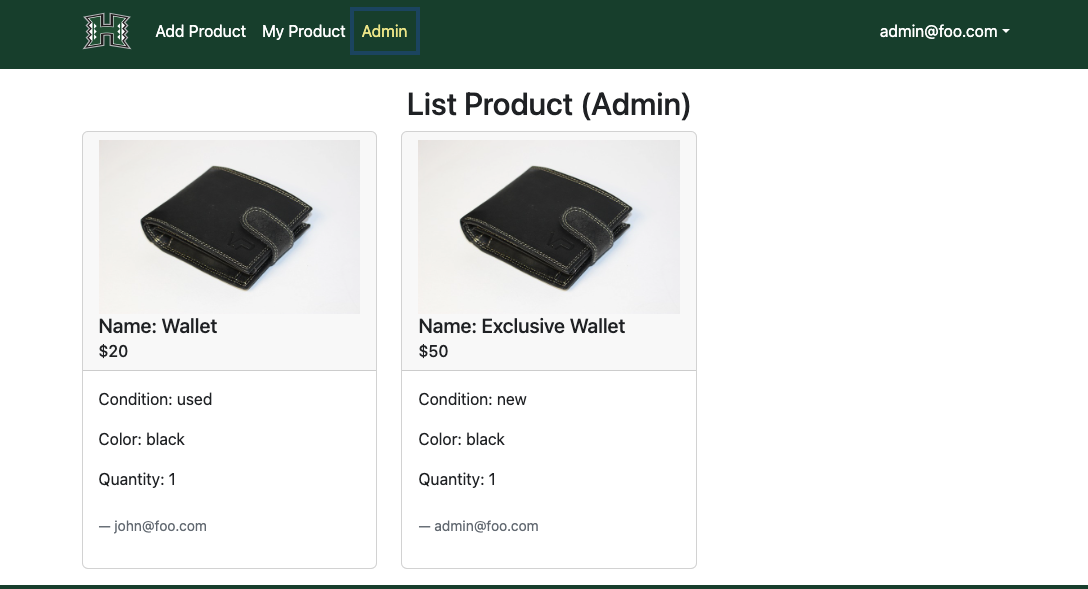 Add Product My Product Admin admin@foo.com
List Product (Admin)
Name: Wallet
$20
Condition: used
Color: black
Quantity: 1
— john@foo.com
Name: Exclusive Wallet
$50
Condition: new
Color: black
Quantity: 1
— admin@foo.com